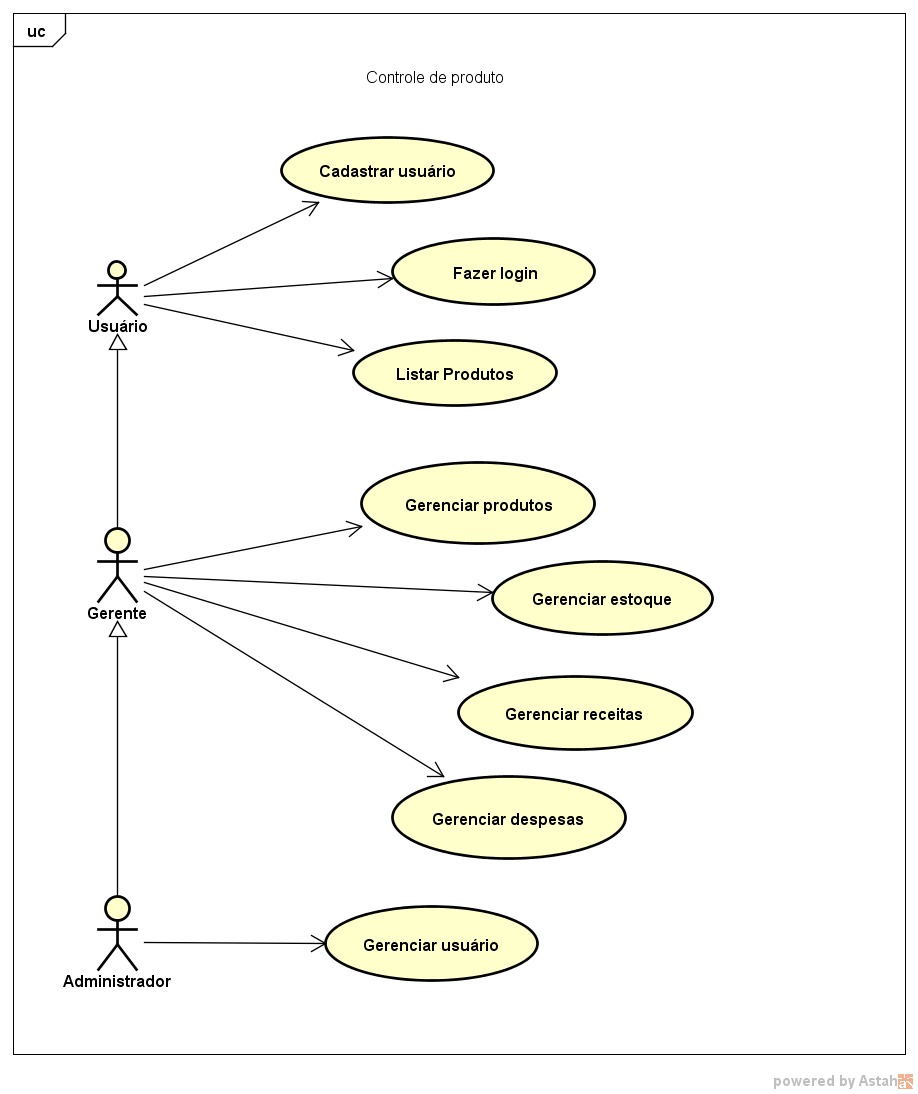 uc
Controle de produto
Cadastrar usuário
Fazer login
Usuário
Listar Produtos
Gerenciar produtos
Gerenciar estoque
Gerente
Gerenciar receitas
Gerenciar despesas
Gerenciar usuário
Administrador
powered by Astah